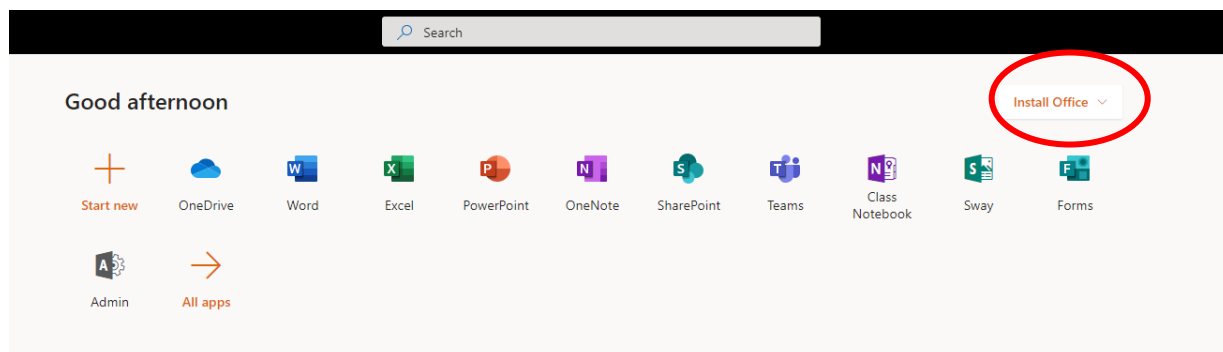 Search
Good afternoon
Install Office
Start new
OneDrive
Word
Excel
PowerPoint
OneNote
SharePoint
Teams
Class
Notebook
Sway
Forms
Admin
All apps